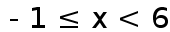 - 1 ≤ x < 6